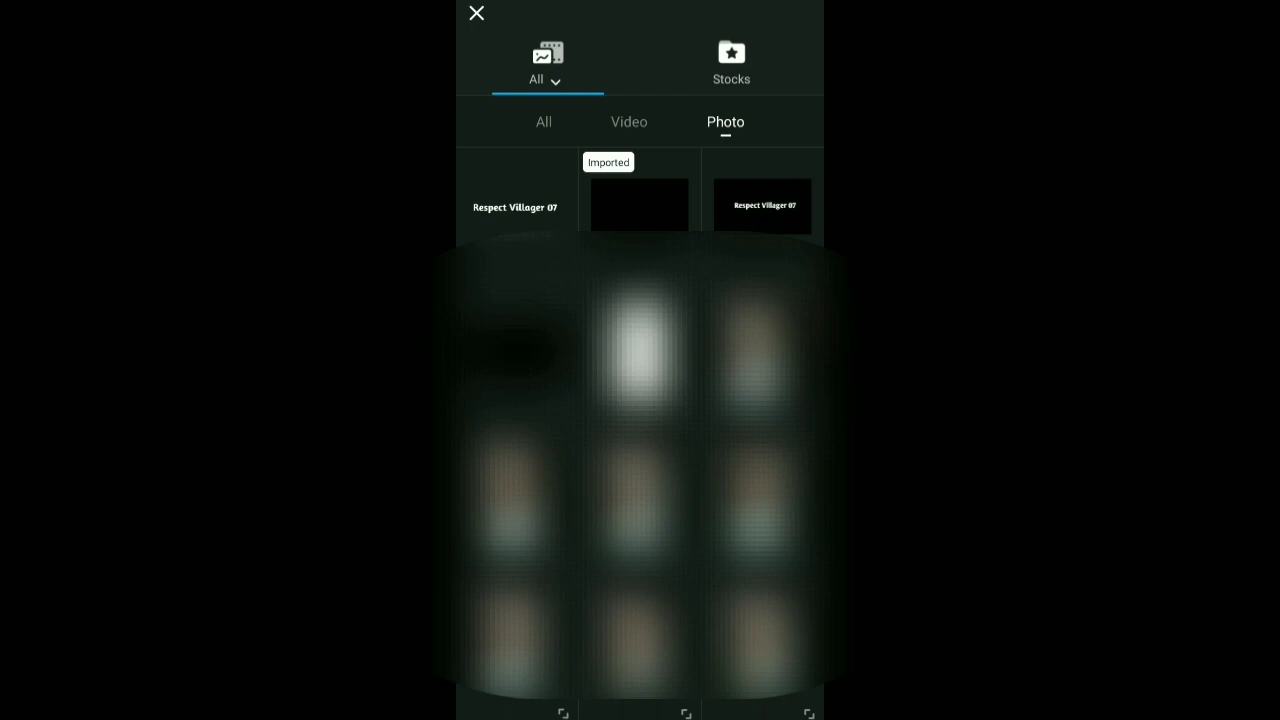 All
Stocks
All
Video
Photo
Imported
Respect Villager 07
Respect Villager 07